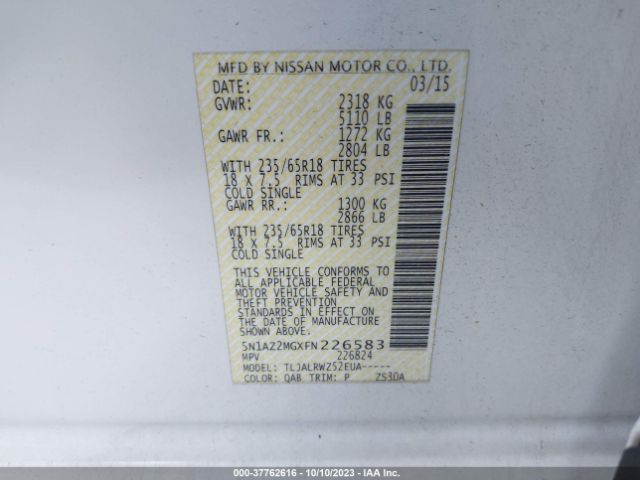 MFD BY NISSAN MOTOR CO., LTD.
DATE: 03/15
GVWR: 2318 KG
5110 LB
GAWR FR.: 1272 KG
2804 LB
WITH 235/65R18 TIRES
18 X 7.5 RIMS AT 33 PSI
COLD SINGLE
GAWR RR.: 1300 KG
2866 LB
WITH 235/65R18 TIRES
18 X 7.5 RIMS AT 33 PSI
COLD SINGLE
THIS VEHICLE CONFORMS TO
ALL APPLICABLE FEDERAL
MOTOR VEHICLE SAFETY AND
AND THEFT PREVENTION
STANDARDS IN EFFECT ON
THE DATE OF MANUFACTURE
SHOWN ABOVE.
5N1AZ2MGXFN226583
MPV 226824
MODEL: TLJALRWZ52EUA-----
COLOR: QAB TRIM: P ZS30A
000-37762616 - 10/10/2023 - IAA Inc.